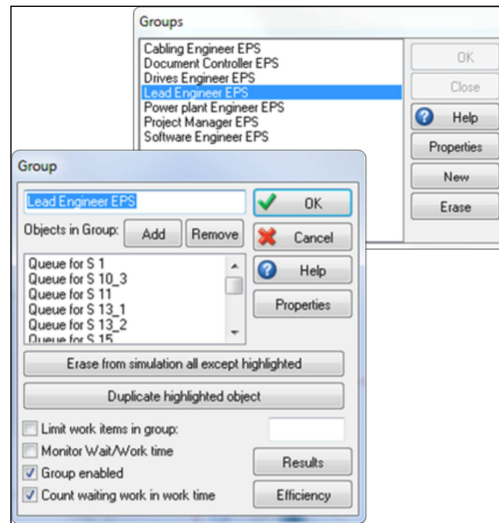 Groups
Cabling Engineer EPS
Document Controller EPS
Drives Engineer EPS
Lead Engineer EPS
Power plant Engineer EPS
Project Manager EPS
Software Engineer EPS
OK
Close
Help
Properties
New
Erase
Group
Lead Engineer EPS
OK
Objects in Group:
Add
Remove
Cancel
Queue for S 1
Queue for S 10_3
Queue for S 11
Queue for S 13_1
Queue for S 13_2
Queue for S 15
Help
Properties
Erase from simulation all except highlighted
Duplicate highlighted object
Limit work items in group:
Monitor Wait/Work time
Group enabled
Count waiting work in work time
Results
Efficiency